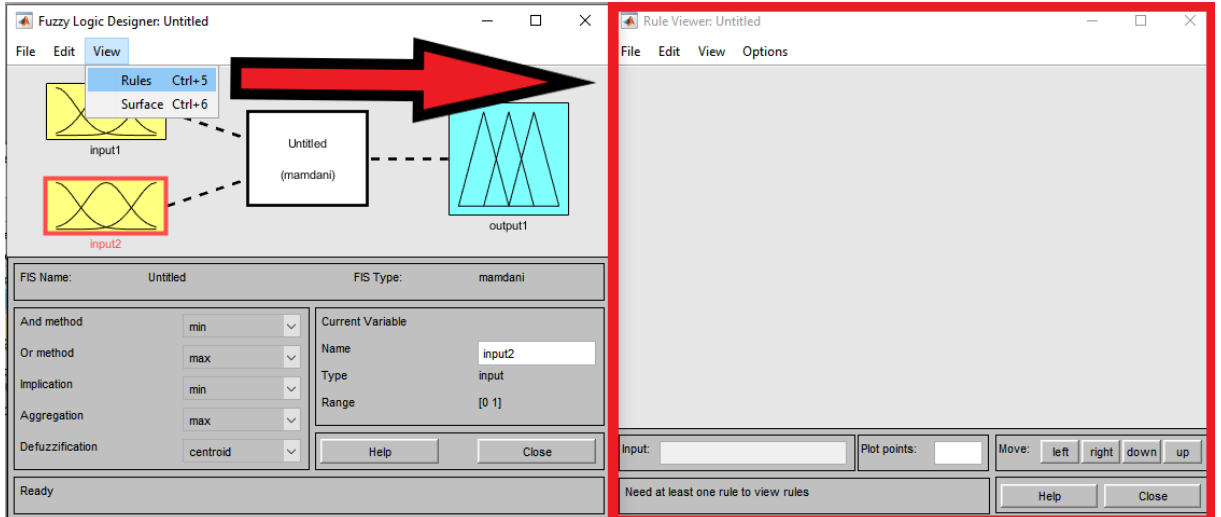 Fuzzy Logic Designer: Untitled
File Edit View
Rules Ctrl+5
Surface Ctrl+6
input1
input2
Untitled
(mamdani)
output1
FIS Name: Untitled FIS Type: mamdani
And method min
Or method max
Implication min
Aggregation max
Defuzzification centroid
Current Variable
Name input2
Type input
Range [0 1]
Help Close
Ready
Rule Viewer: Untitled
File Edit View Options
Input: Plot points: Move: left right down up
Need at least one rule to view rules Help Close